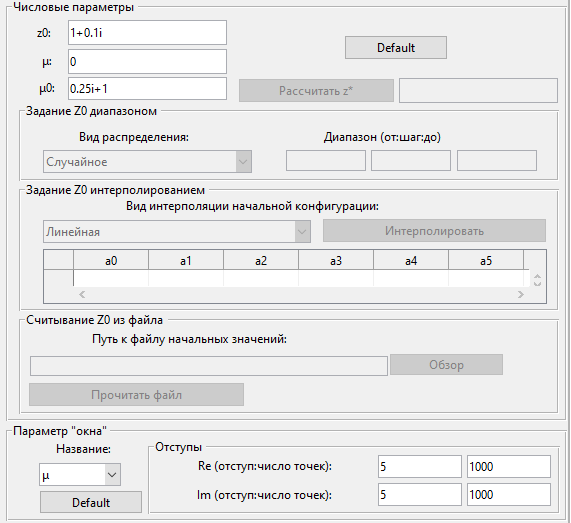 Числовые параметры
z0: 1+0.1i
Default
μ: 0
μ0: 0.25i+1
Рассчитать z*
Задание Z0 диапазоном
Вид распределения: Диапазон (от:шаг:до)
Случайное
Задание Z0 интерполированием
Вид интерполяции начальной конфигурации:
Линейная Интерполировать
a0 a1 a2 a3 a4 a5
Считывание Z0 из файла
Путь к файлу начальных значений:
Обзор
Прочитать файл
Параметр "окна"
Название: Отступы
Re (отступ:число точек): 5 1000
μ
Im (отступ:число точек): 5 1000
Default